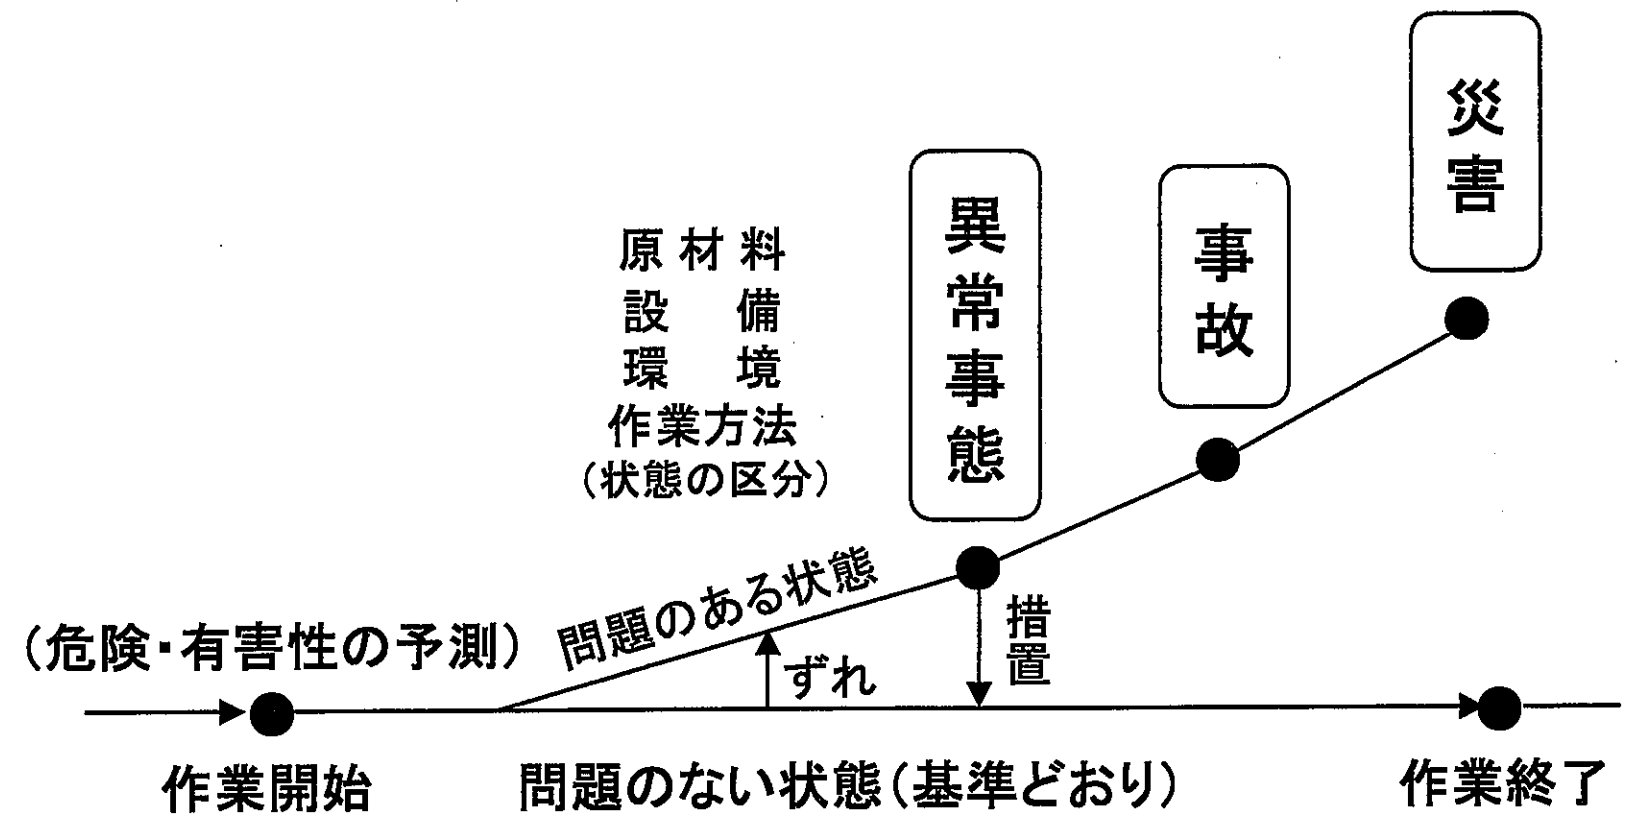 災害
異常事態
事故
原材料
設備
環境
作業方法
(状態の区分)
問題のある状態
措置
ずれ
(危険・有害性の予測)
作業開始
問題のない状態(基準どおり)
作業終了